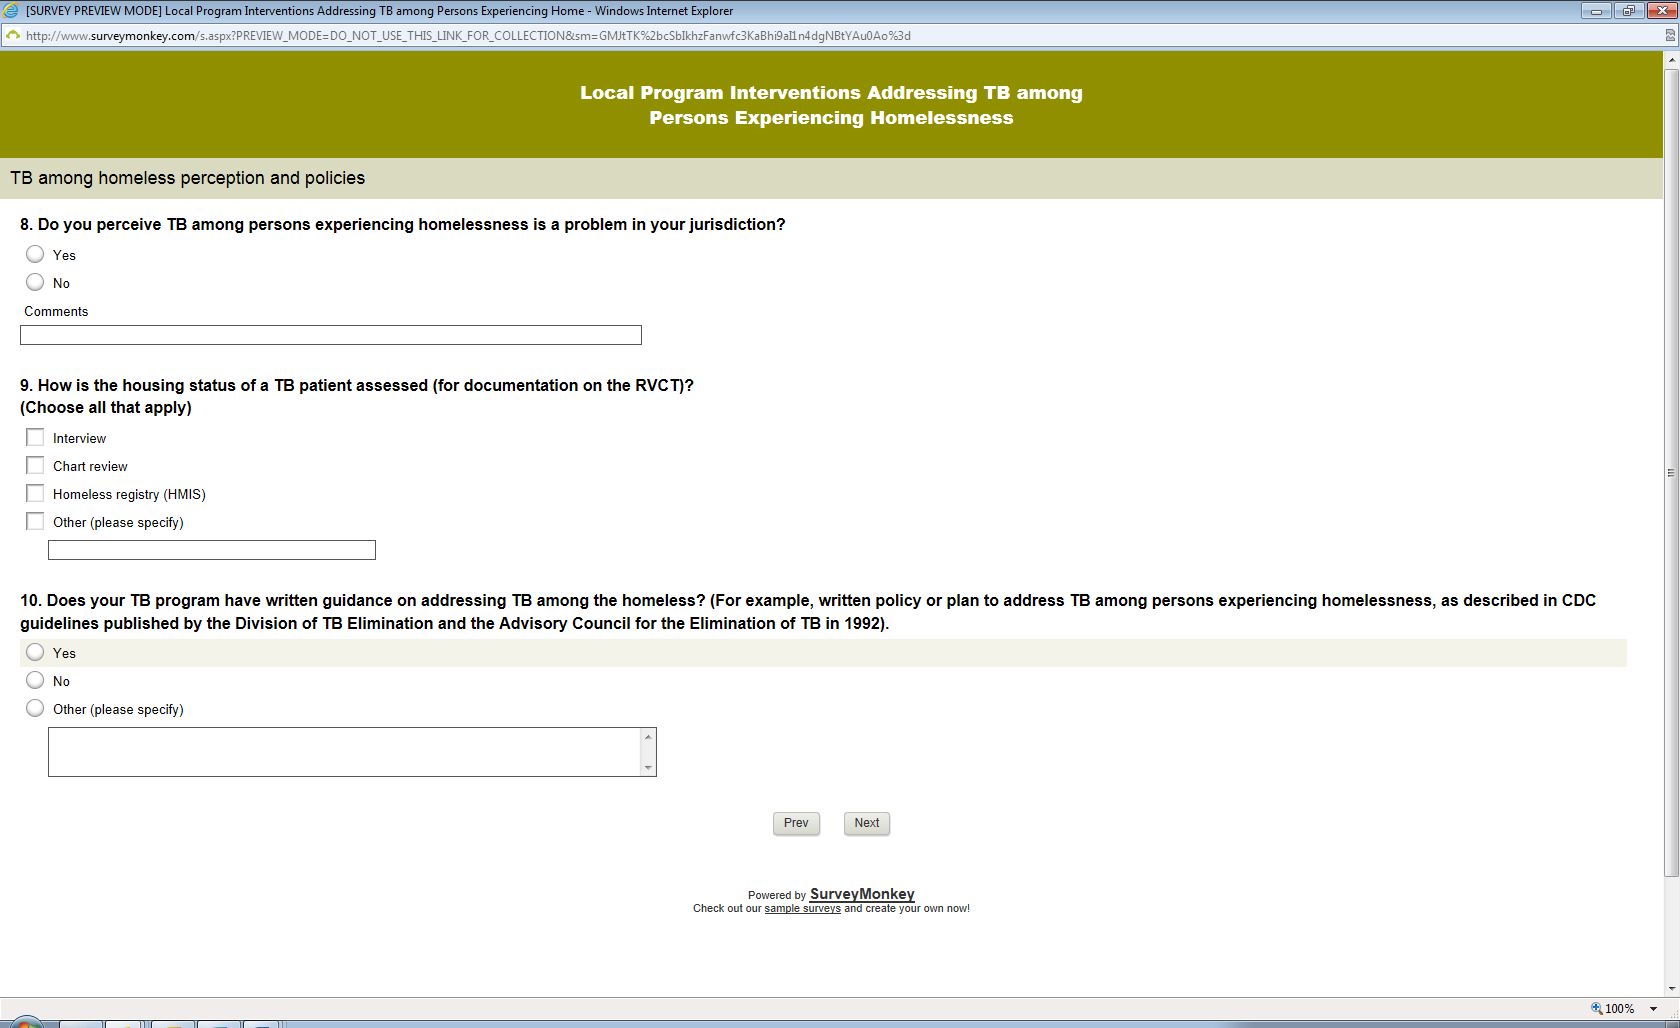 [SURVEY PREVIEW MODE] Local Program Interventions Addressing TB among Persons Experiencing Home - Windows Internet Explorer
http://www.surveymonkey.com/s.aspx?PREVIEW_MODE=DO_NOT_USE_THIS_LINK_FOR_COLLECTION&sm=GMJtTK%2bcSbIkhzFanwfc3KaBhi9aI1n4dgNBtYAu0Ao%3d
Local Program Interventions Addressing TB among
Persons Experiencing Homelessness
TB among homeless perception and policies
8. Do you perceive TB among persons experiencing homelessness is a problem in your jurisdiction?
Yes
No
Comments
9. How is the housing status of a TB patient assessed (for documentation on the RVCT)?
(Choose all that apply)
Interview
Chart review
Homeless registry (HMIS)
Other (please specify)
10. Does your TB program have written guidance on addressing TB among the homeless? (For example, written policy or plan to address TB among persons experiencing homelessness, as described in CDC
guidelines published by the Division of TB Elimination and the Advisory Council for the Elimination of TB in 1992).
Yes
No
Other (please specify)
Prev Next
Powered by SurveyMonkey
Check out our sample surveys and create your own now!
100%